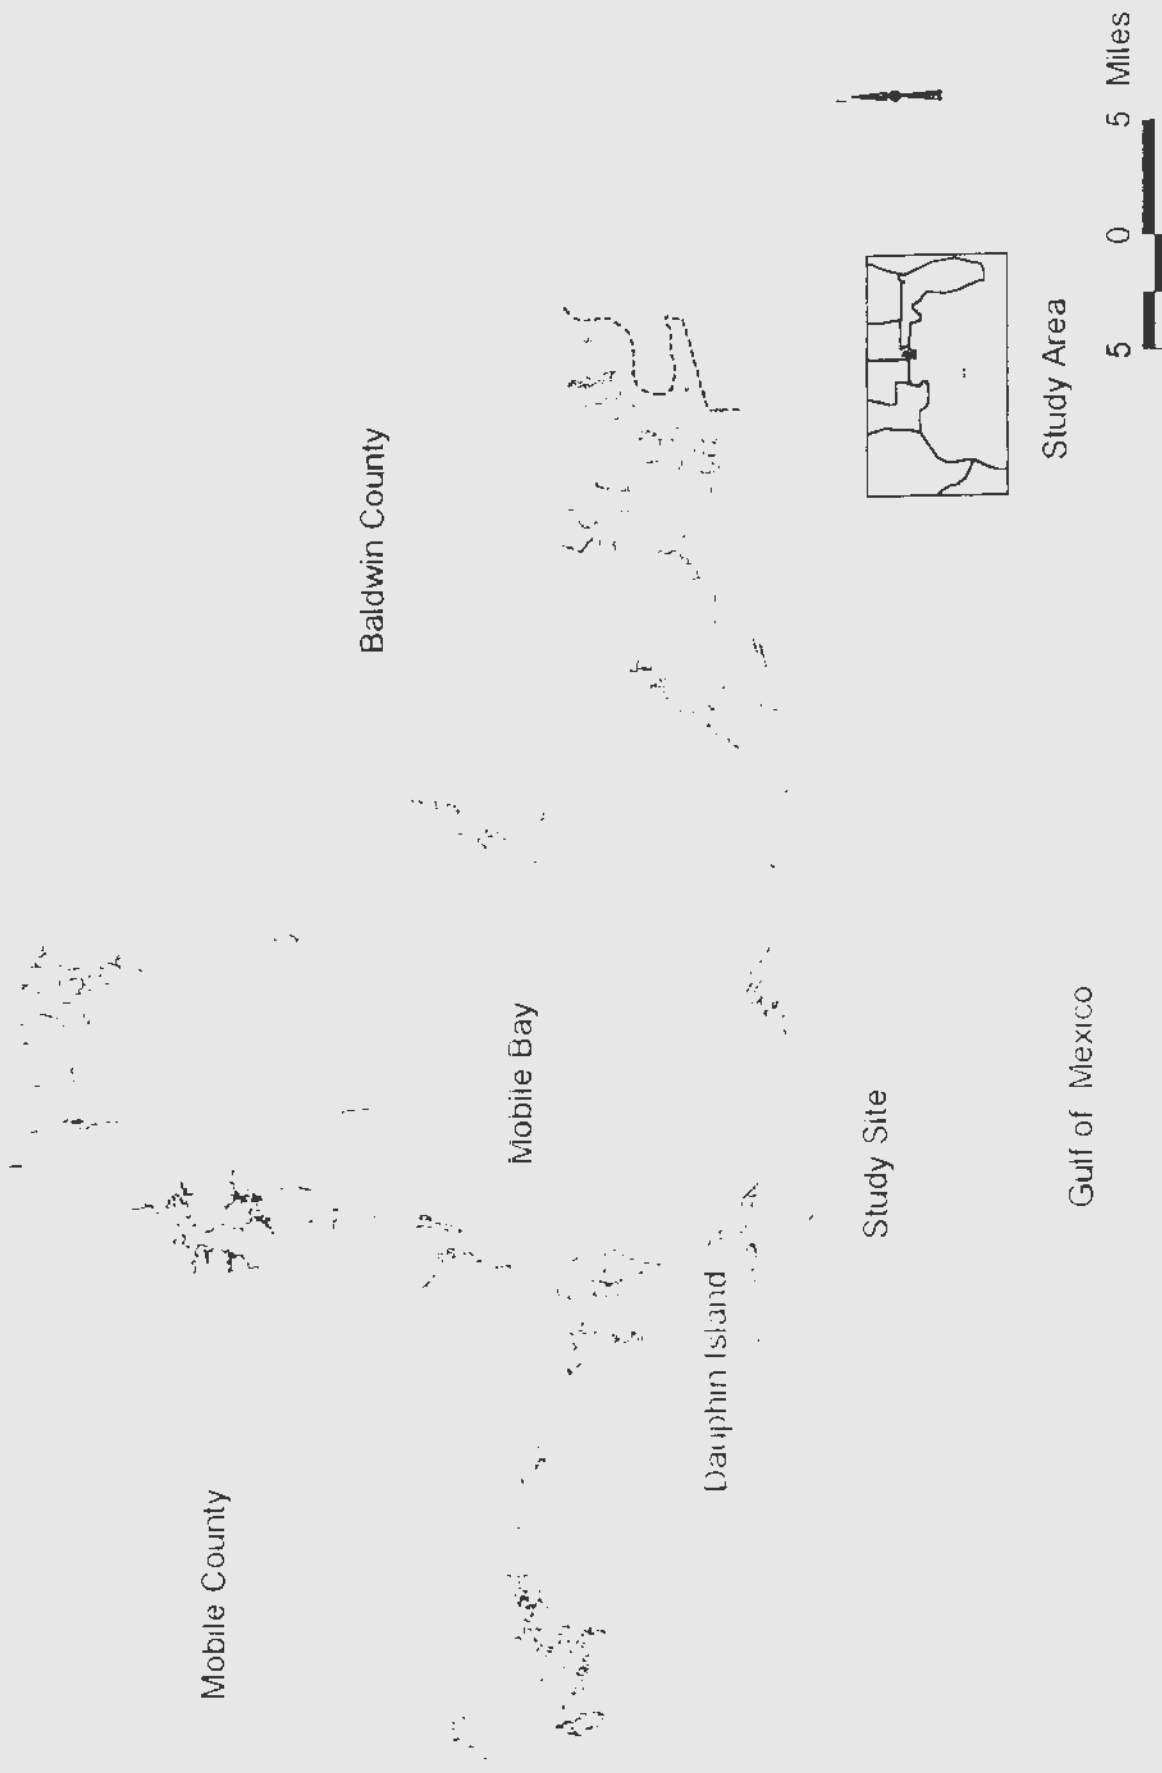 Mobile County
Baldwin County
Mobile Bay
Dauphin Island
Study Site
Gulf of Mexico
Study Area
5 0 5 Miles